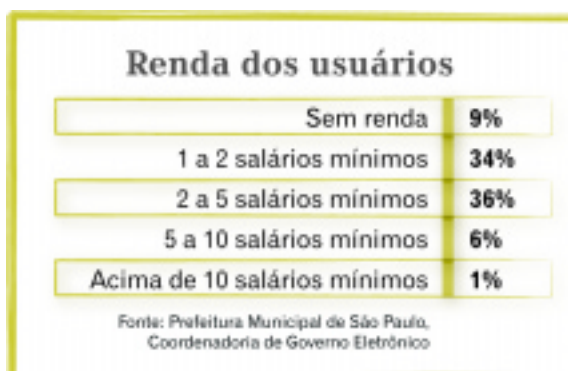 Renda dos usuários
Sem renda 9%
1 a 2 salários mínimos 34%
2 a 5 salários mínimos 36%
5 a 10 salários mínimos 6%
Acima de 10 salários mínimos 1%
Fonte: Prefeitura Municipal de São Paulo,
Coordenadoria de Governo Eletrônico